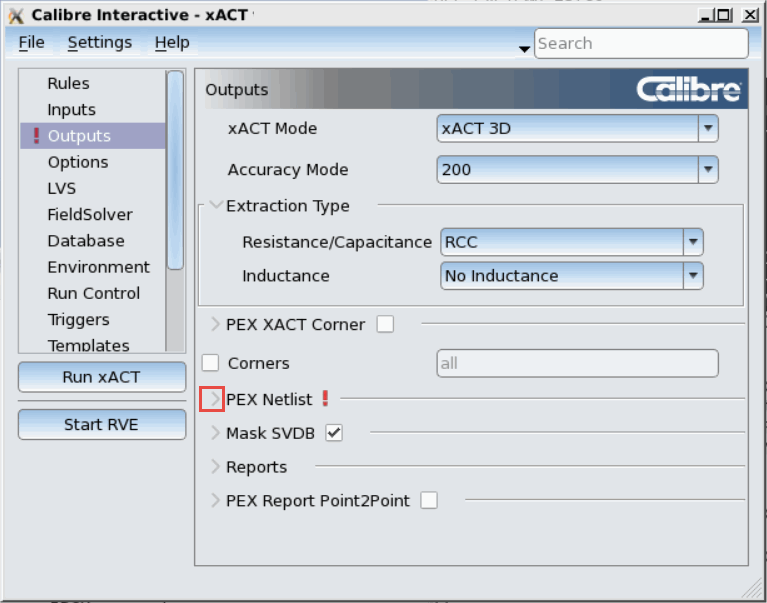 Calibre Interactive - xACT
File Settings Help
Search
Rules
Inputs
! Outputs
Options
LVS
FieldSolver
Database
Environment
Run Control
Triggers
Templates
Run xACT
Start RVE
Outputs
Calibre
xACT Mode xACT 3D
Accuracy Mode 200
Extraction Type
Resistance/Capacitance RCC
Inductance No Inductance
PEX XACT Corner
Corners all
PEX Netlist !
Mask SVDB
Reports
PEX Report Point2Point